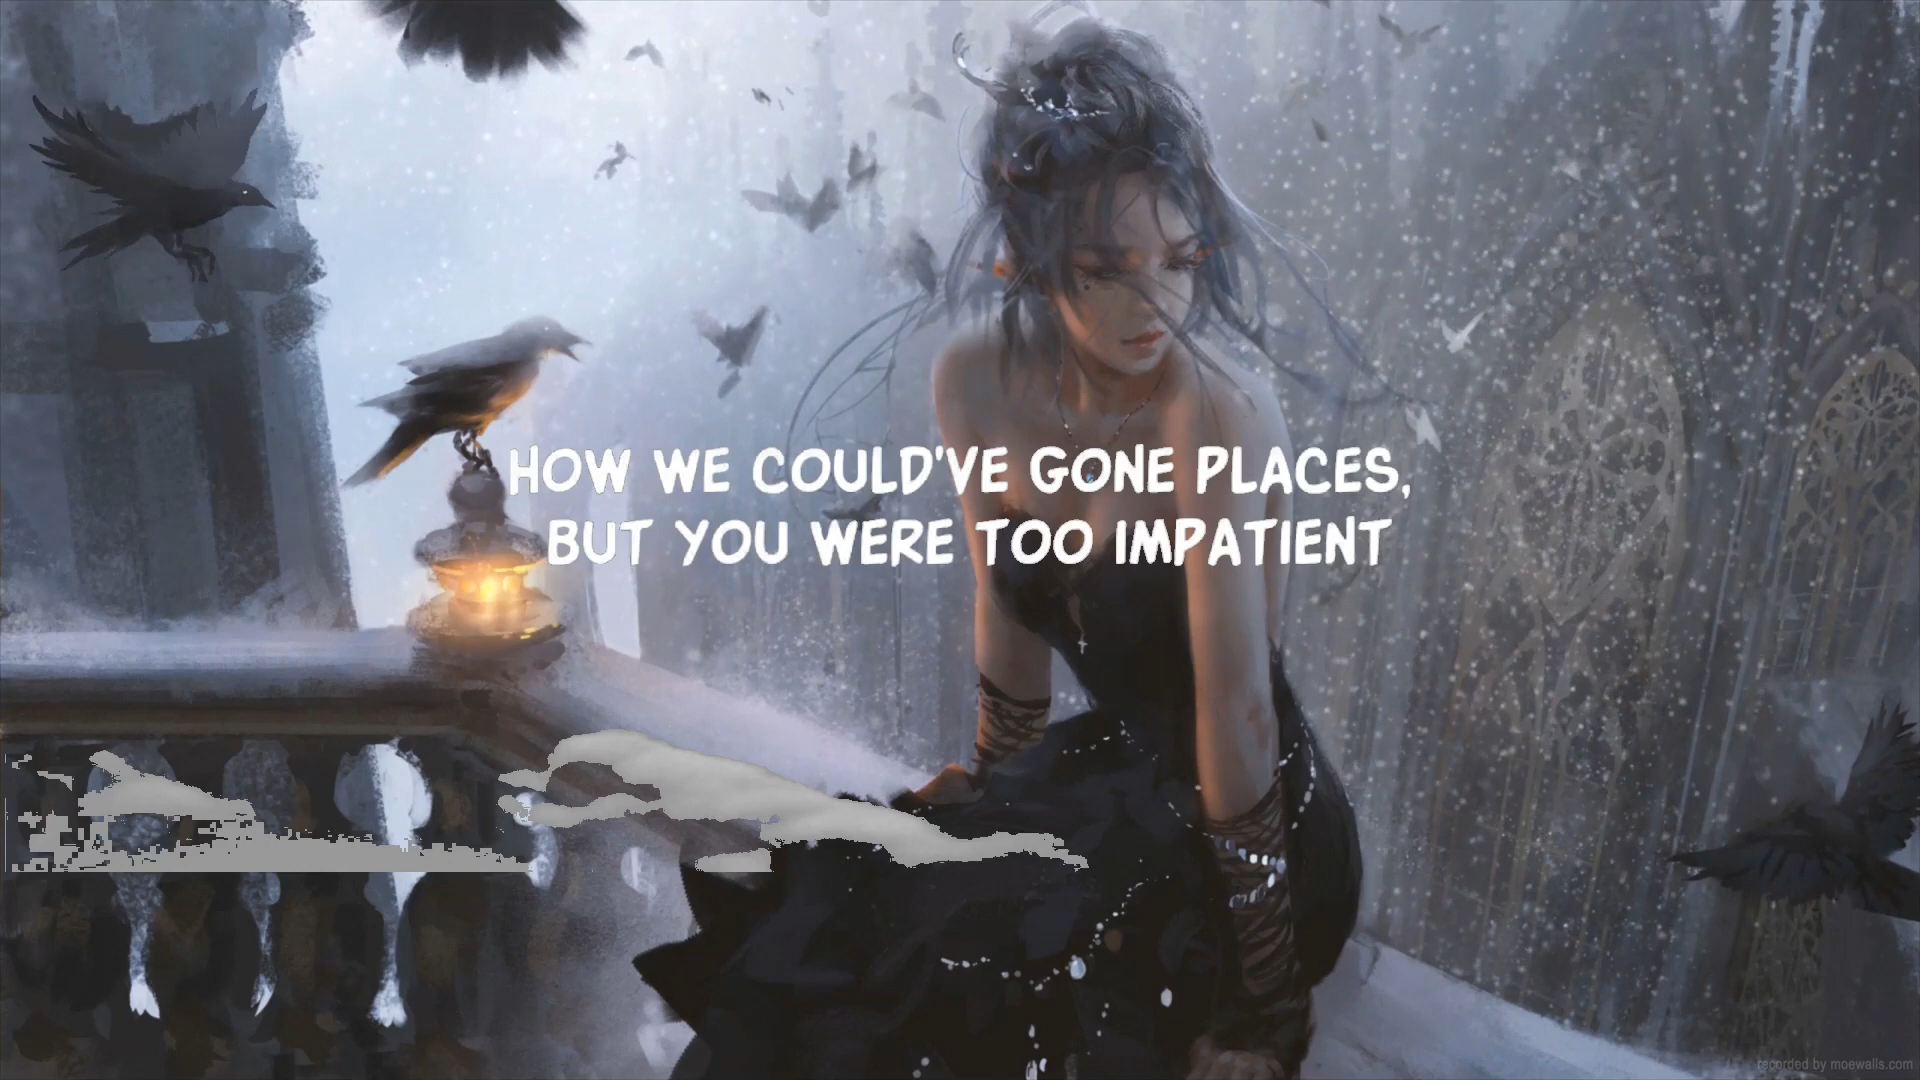 HOW WE COULD'VE GONE PLACES,
BUT YOU WERE TOO IMPATIENT
recorded by moewalls.com